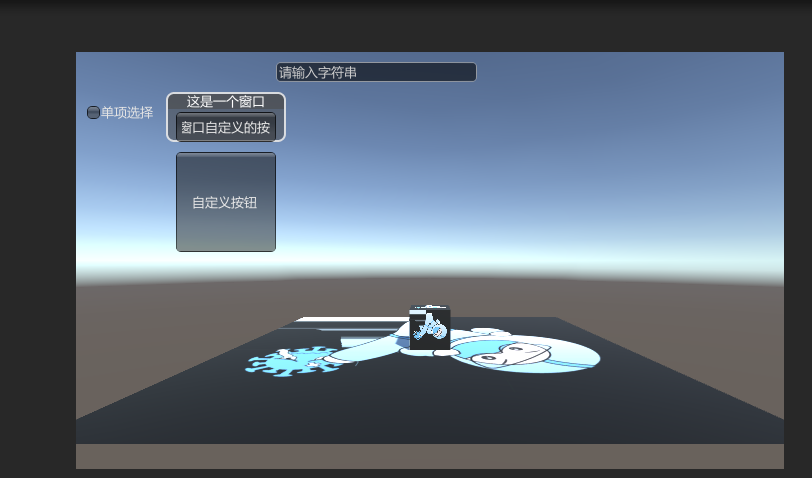 请输入字符串
这是一个窗口
单项选择
窗口自定义的按
自定义按钮